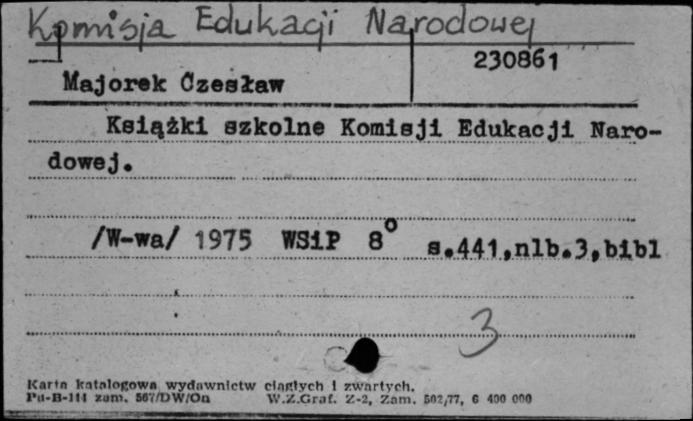 Komisja Edukacji Narodowej
230861
Majorek Czesław
Książki szkolne Komisji Edukacji Naro-
dowej.
/W-wa/ 1975 WSiP 8° s.441,nlb.3,bibl
3
Karta katalogowa wydawnictw ciągłych i zwartych.
Pu-B-114 zam. 567/DW/Oa W.Z.Graf. Z-2, Zam. 502/77, 6 400 000